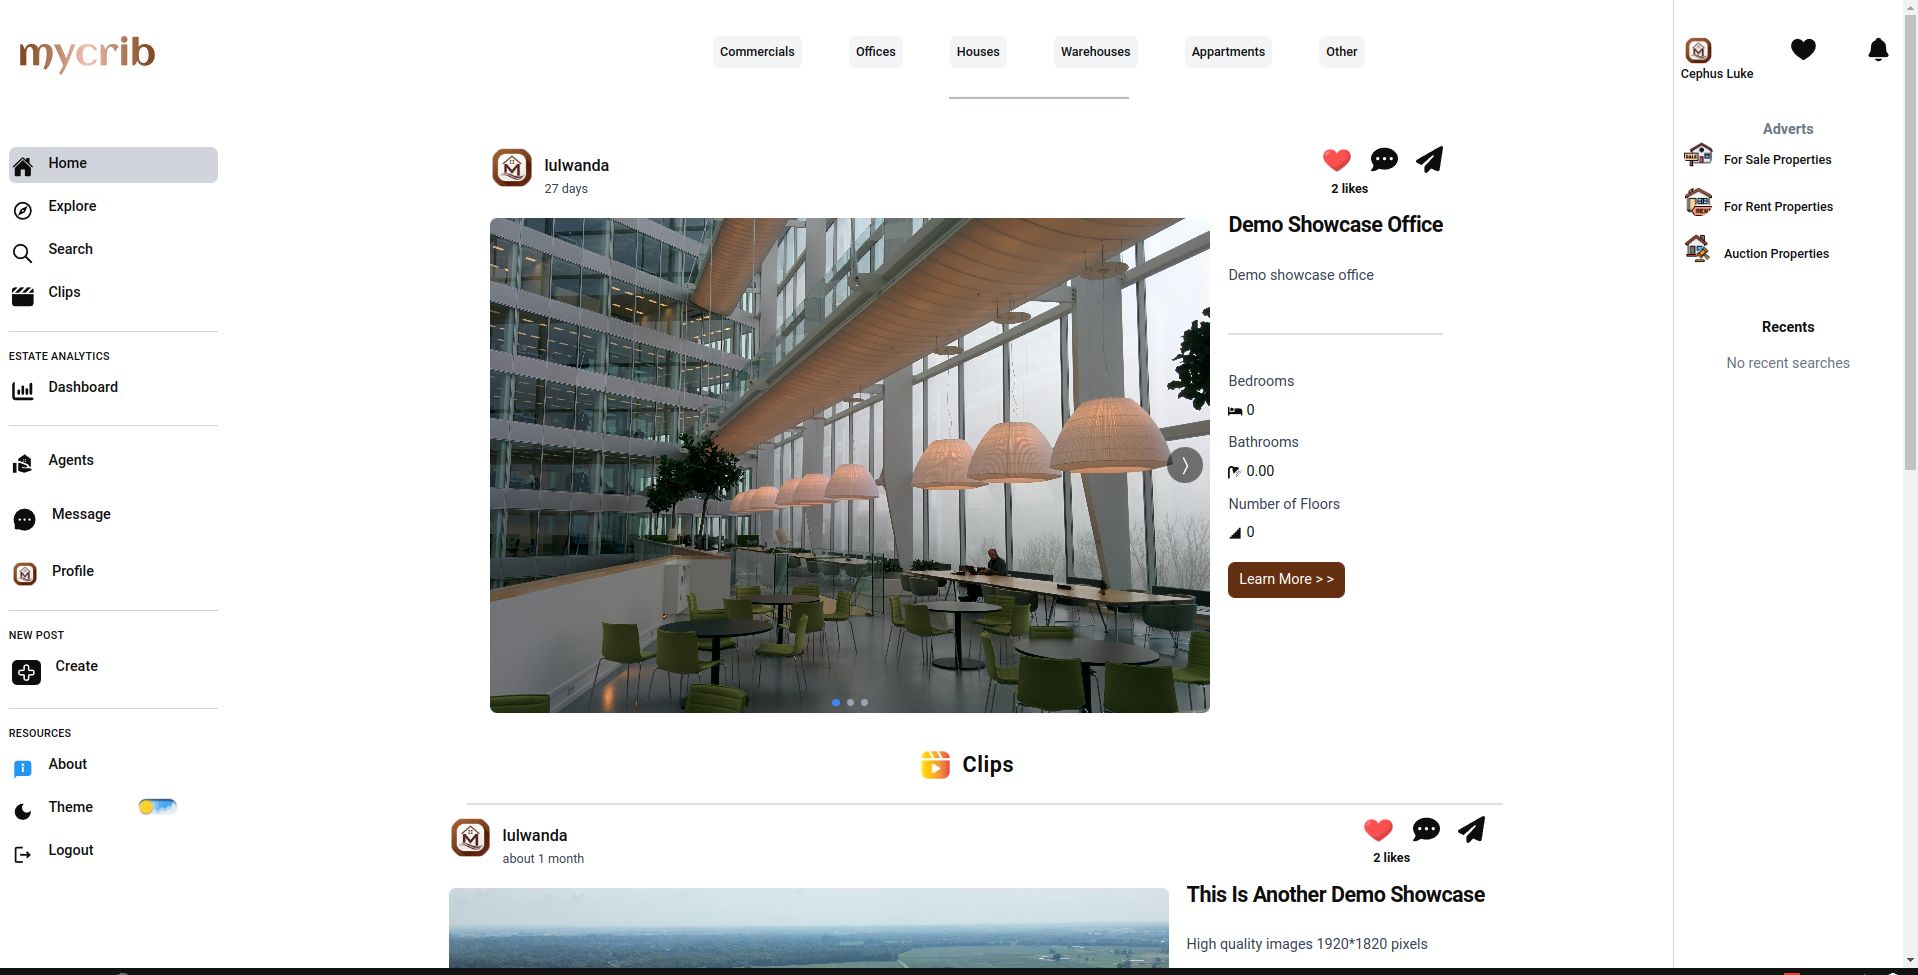 mycrib
Commercials
Offices
Houses
Warehouses
Appartments
Other
Cephus Luke
Home
Explore
Search
Clips
ESTATE ANALYTICS
Dashboard
Agents
Message
Profile
NEW POST
Create
RESOURCES
About
Theme
Logout
lulwanda
27 days
2 likes
Demo Showcase Office
Demo showcase office
Bedrooms
0
Bathrooms
0.00
Number of Floors
0
Learn More > >
Clips
lulwanda
about 1 month
2 likes
This Is Another Demo Showcase
High quality images 1920*1820 pixels
Adverts
For Sale Properties
For Rent Properties
Auction Properties
Recents
No recent searches